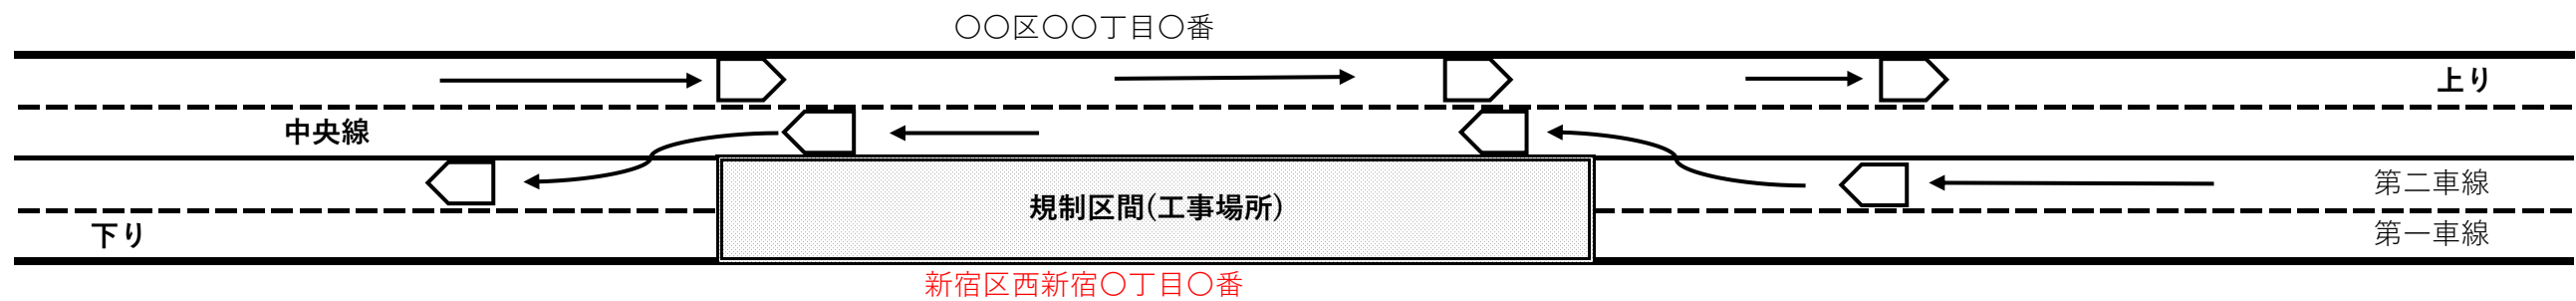 〇〇区〇〇丁目〇番
上り
中央線
第二車線
規制区間(工事場所)
下り
第一車線
新宿区西新宿〇丁目〇番